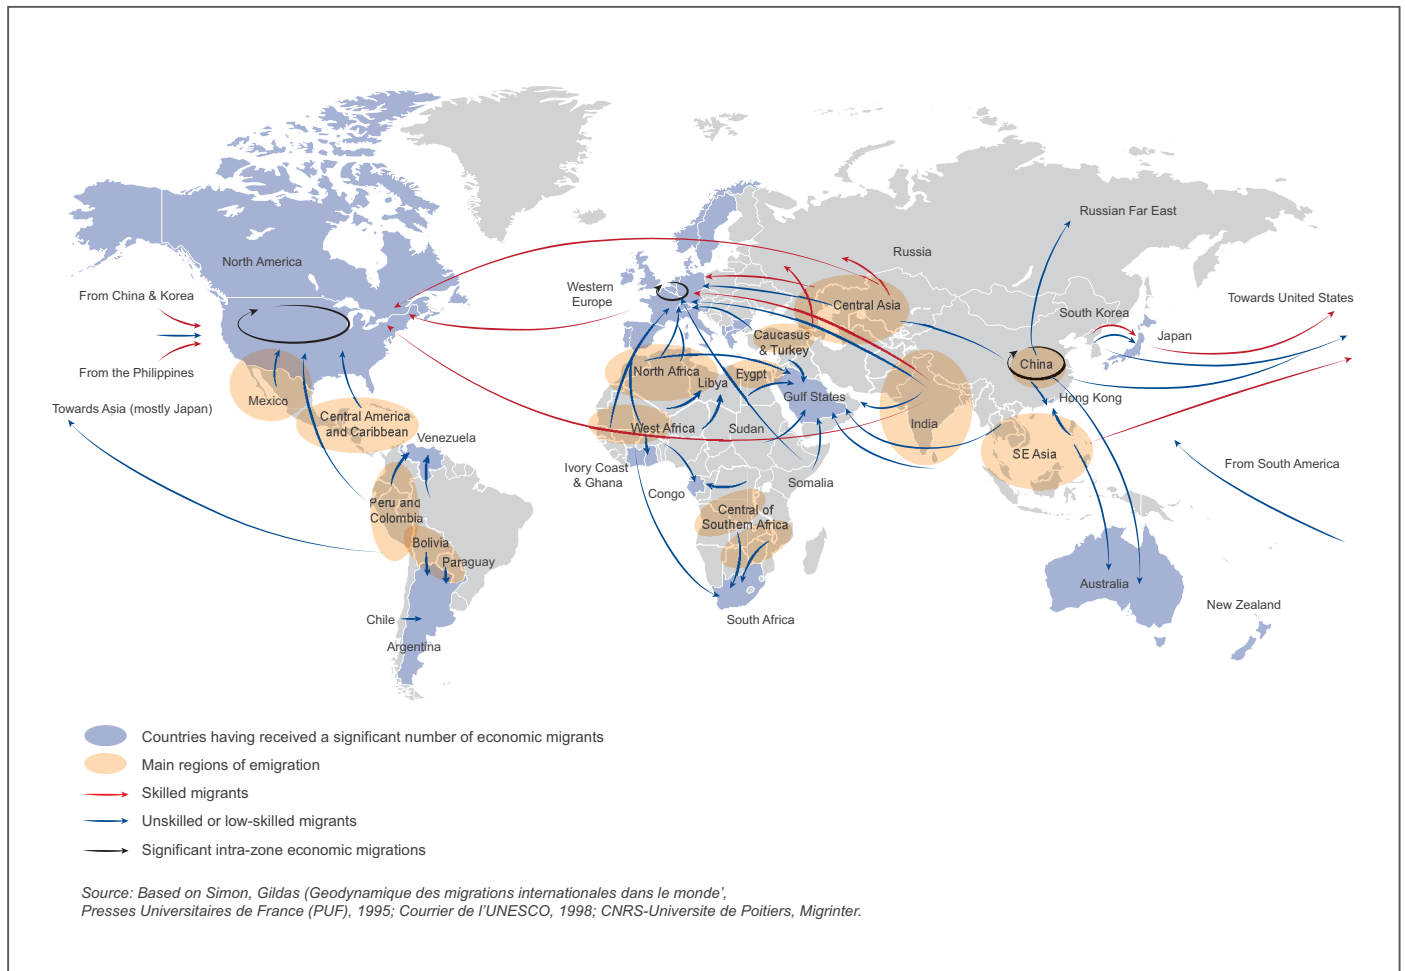 Russian Far East
Russia
North America
Western
Europe
From China & Korea
Central Asia
Towards United States
South Korea
Caucasus
& Turkey
Japan
From the Philippines
North Africa
Eygpt
China
Libya
Mexico
Gulf States
Hong Kong
Towards Asia (mostly Japan)
Central America
and Caribbean
West Africa
Sudan
India
Venezuela
SE Asia
Ivory Coast
& Ghana
Somalia
From South America
Congo
Peru and
Colombia
Central of
Southern Africa
Bolivia
Paraguay
Australia
New Zealand
Chile
South Africa
Argentina
Countries having received a significant number of economic migrants
Main regions of emigration
Skilled migrants
Unskilled or low-skilled migrants
Significant intra-zone economic migrations
Source: Based on Simon, Gildas (Geodynamique des migrations internationales dans le monde’,
Presses Universitaires de France (PUF), 1995; Courrier de l’UNESCO, 1998; CNRS-Universite de Poitiers, Migrinter.